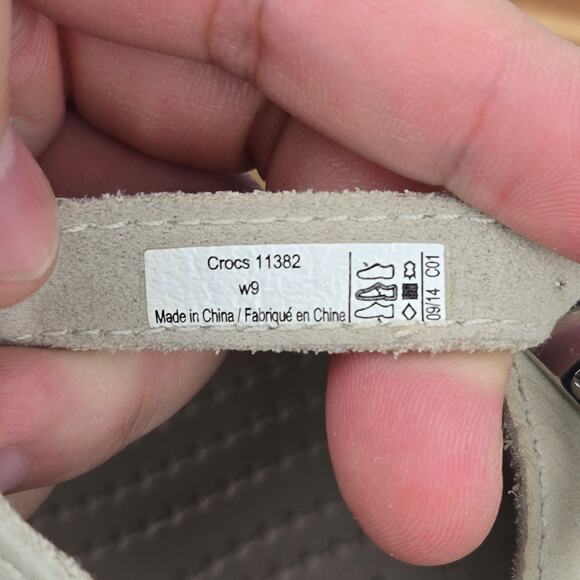 Crocs 11382
w9
Made in China / Fabriqué en Chine
09/14 C01